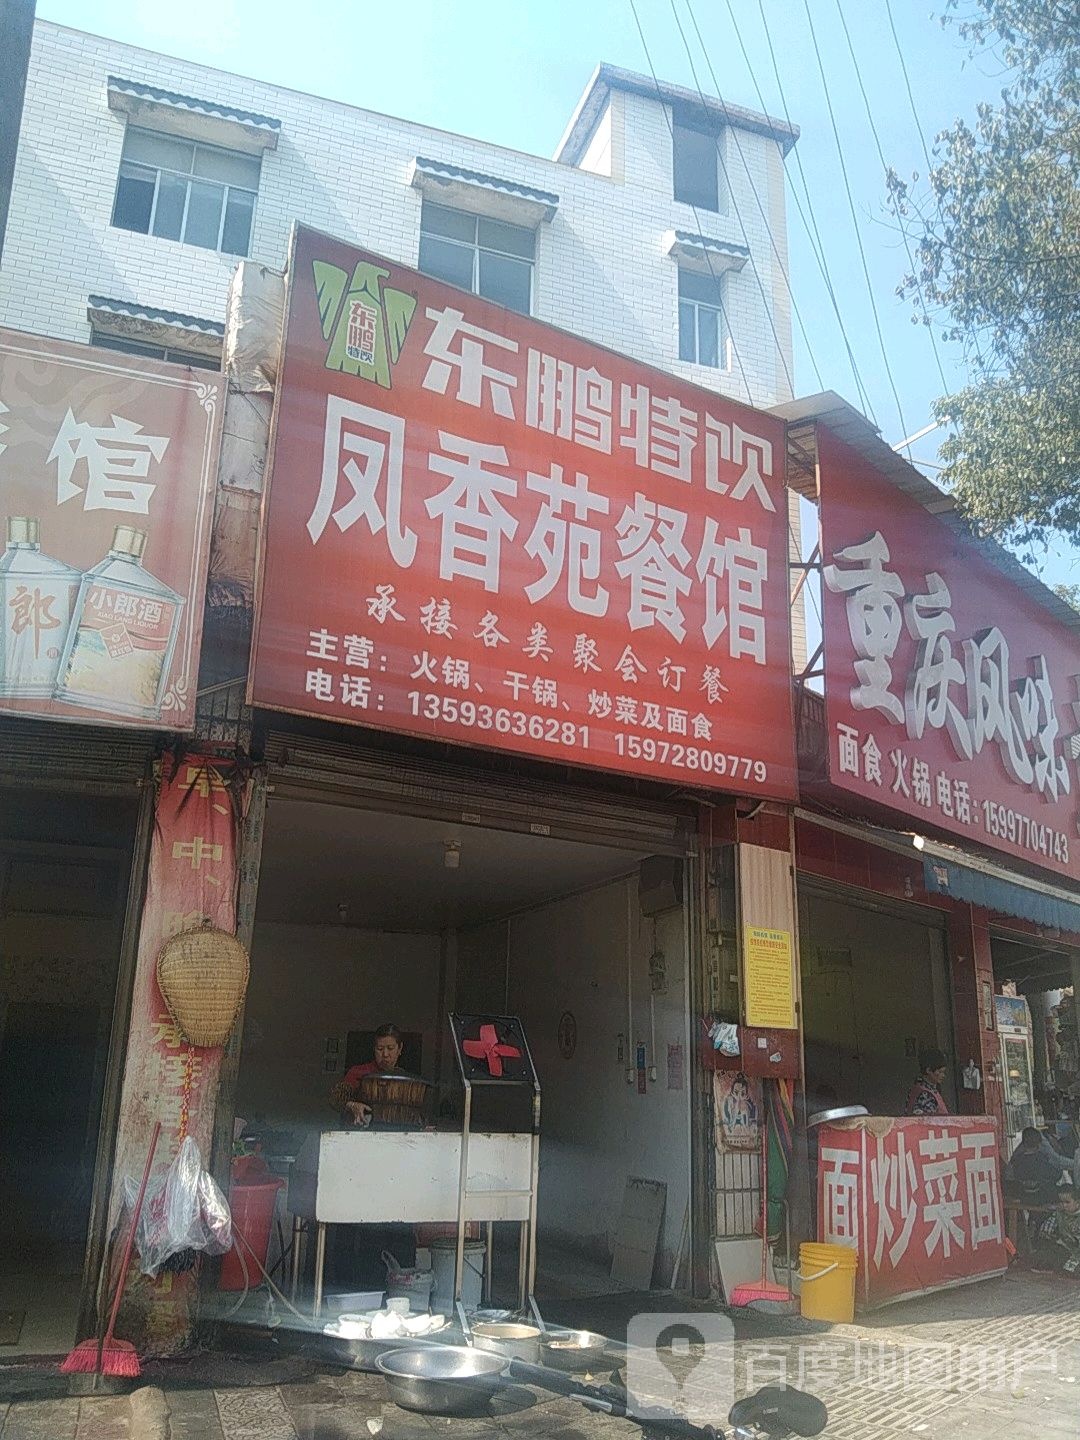 东鹏特饮
东鹏特饮
凤香苑餐馆
承接各类聚会订餐
主营：火锅、干锅、炒菜及面食
电话：13593636281 15972809779
馆
郎
小郎酒
重庆风味
面食 火锅 电话：15997704743
早、中、
面 炒菜面
百度地图用户